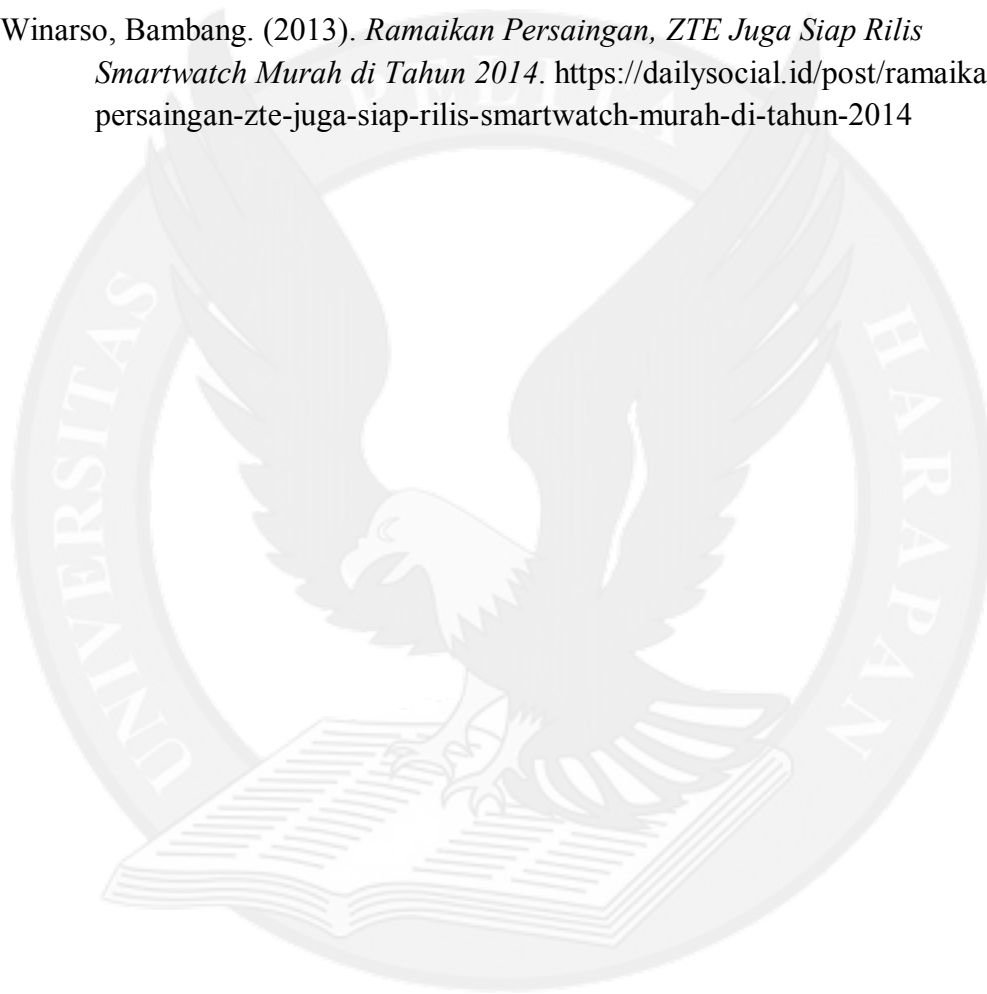 Winarso, Bambang. (2013). Ramaikan Persaingan, ZTE Juga Siap Rilis
Smartwatch Murah di Tahun 2014. https://dailysocial.id/post/ramaika
persaingan-zte-juga-siap-rilis-smartwatch-murah-di-tahun-2014
UNIVERSITAS
PELITA
HARAPAN